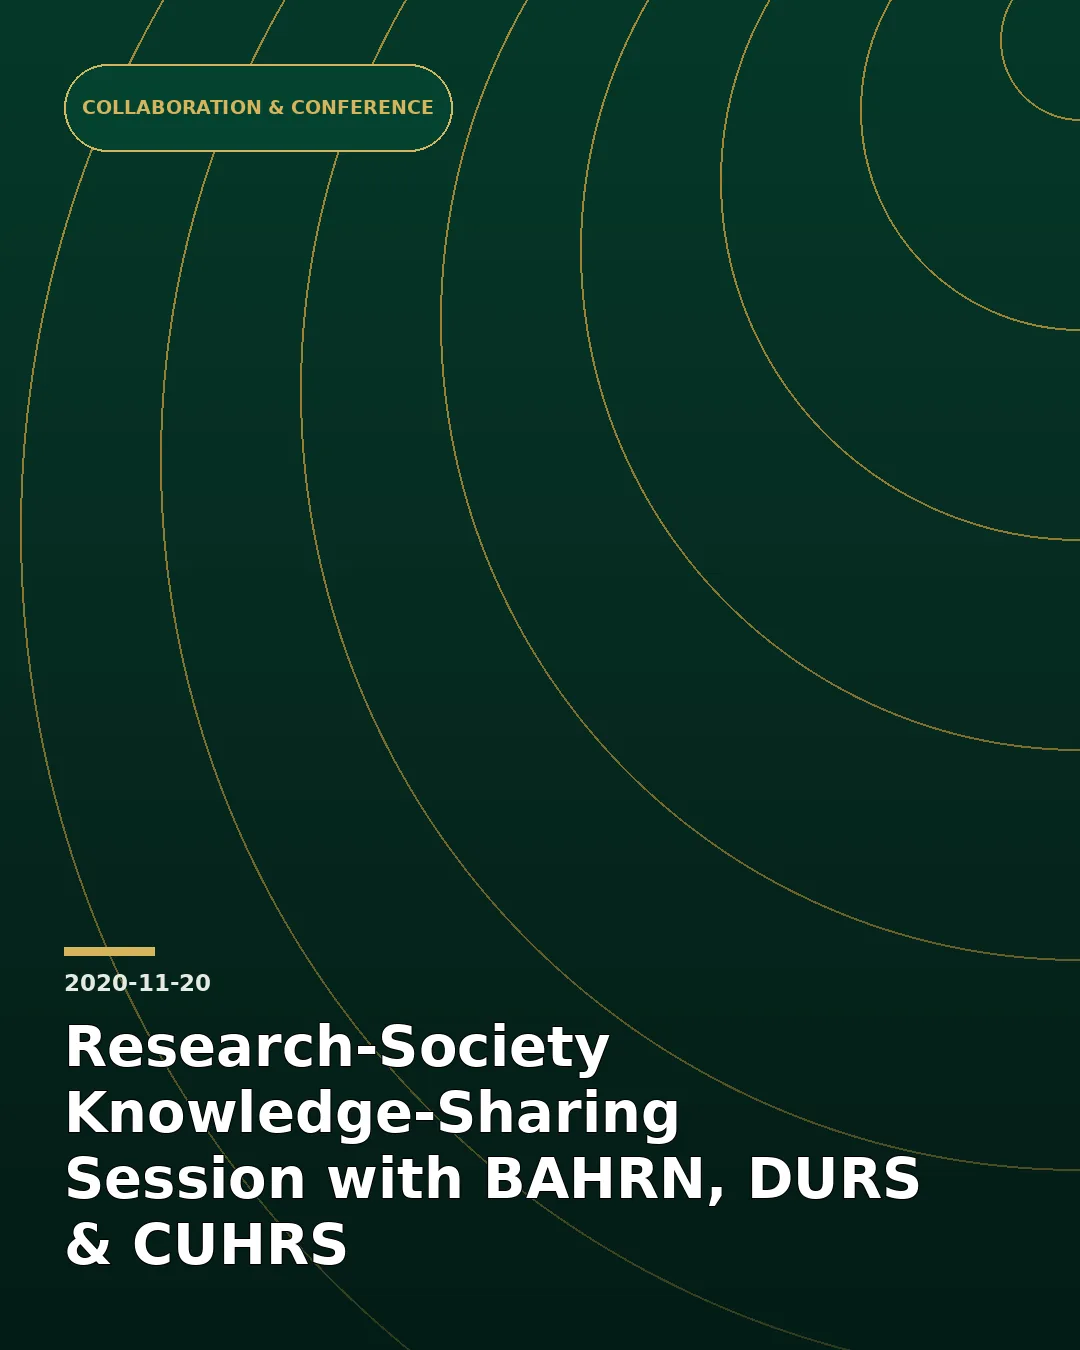 COLLABORATION & CONFERENCE
2020-11-20
Research-Society
Knowledge-Sharing
Session with BAHRN, DURS
& CUHRS